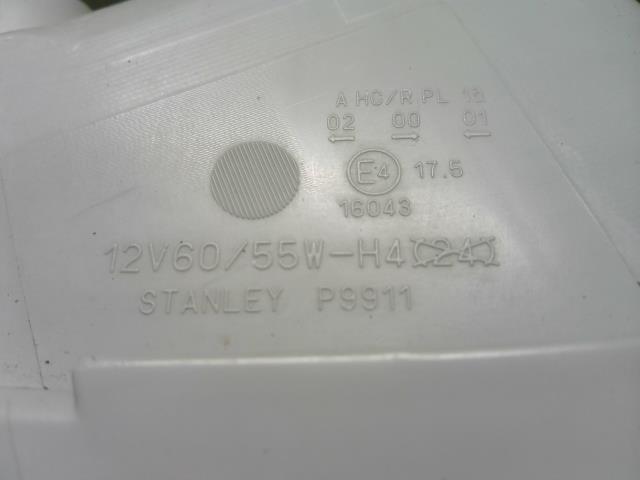 A HC/R PL 1b
02 00 01
E4 17.5
16043
12V60/55W-H4
STANLEY P9911